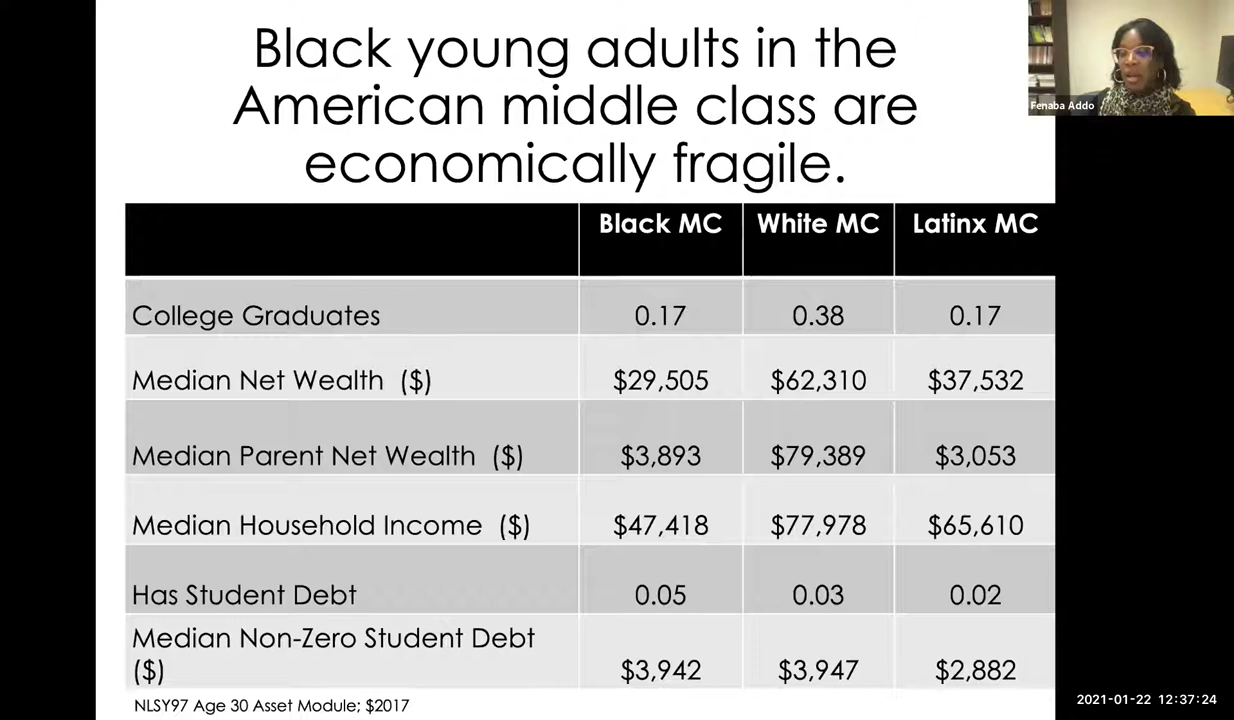 Black young adults in the
American middle class are
economically fragile.
Fenaba Addo
Black MC White MC Latinx MC
College Graduates 0.17 0.38 0.17
Median Net Wealth ($) $29,505 $62,310 $37,532
Median Parent Net Wealth ($) $3,893 $79,389 $3,053
Median Household Income ($) $47,418 $77,978 $65,610
Has Student Debt 0.05 0.03 0.02
Median Non-Zero Student Debt
($) $3,942 $3,947 $2,882
NLSY97 Age 30 Asset Module; $2017
2021-01-22 12:37:24